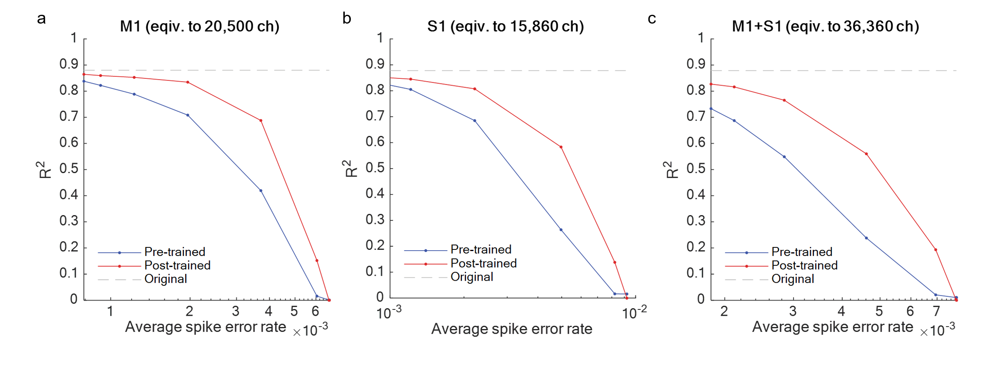 a
M1 (eqiv. to 20,500 ch)
1
0.9
0.8
0.7
0.6
0.5
0.4
0.3
0.2
0.1
0
R²
Pre-trained
Post-trained
Original
1 2 3 4 5 6
Average spike error rate ×10⁻³
b
S1 (eqiv. to 15,860 ch)
1
0.9
0.8
0.7
0.6
0.5
0.4
0.3
0.2
0.1
0
R²
Pre-trained
Post-trained
Original
10⁻³ 10⁻²
Average spike error rate
c
M1+S1 (eqiv. to 36,360 ch)
1
0.9
0.8
0.7
0.6
0.5
0.4
0.3
0.2
0.1
0
R²
Pre-trained
Post-trained
Original
2 3 4 5 6 7
Average spike error rate ×10⁻³